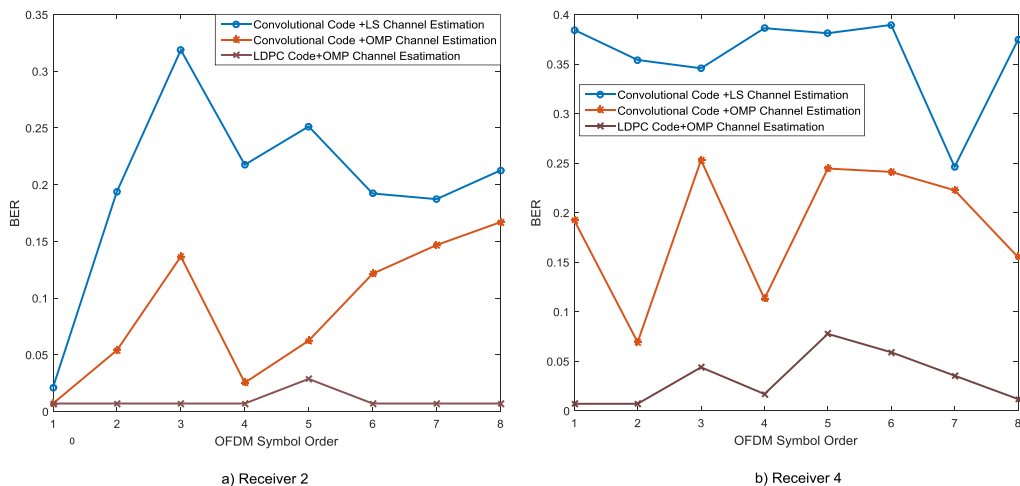 0.35
0.3
0.25
0.2
0.15
0.1
0.05
0
BER
Convolutional Code +LS Channel Estimation
Convolutional Code +OMP Channel Estimation
LDPC Code+OMP Channel Esatimation
1 2 3 4 5 6 7 8
0
OFDM Symbol Order
a) Receiver 2
0.4
0.35
0.3
0.25
0.2
0.15
0.1
0.05
0
BER
Convolutional Code +LS Channel Estimation
Convolutional Code +OMP Channel Estimation
LDPC Code+OMP Channel Esatimation
1 2 3 4 5 6 7 8
OFDM Symbol Order
b) Receiver 4